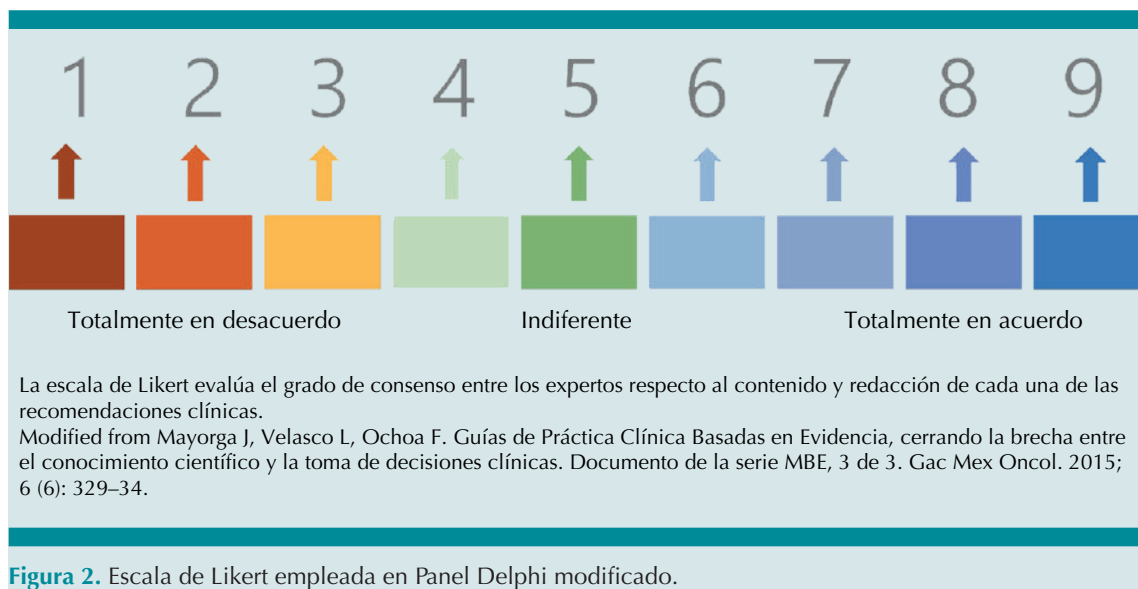 1 2 3 4 5 6 7 8 9
Totalmente en desacuerdo Indiferente Totalmente en acuerdo
La escala de Likert evalúa el grado de consenso entre los expertos respecto al contenido y redacción de cada una de las
recomendaciones clínicas.
Modified from Mayorga J, Velasco L, Ochoa F. Guías de Práctica Clínica Basadas en Evidencia, cerrando la brecha entre
el conocimiento científico y la toma de decisiones clínicas. Documento de la serie MBE, 3 de 3. Gac Mex Oncol. 2015;
6 (6): 329–34.
Figura 2. Escala de Likert empleada en Panel Delphi modificado.